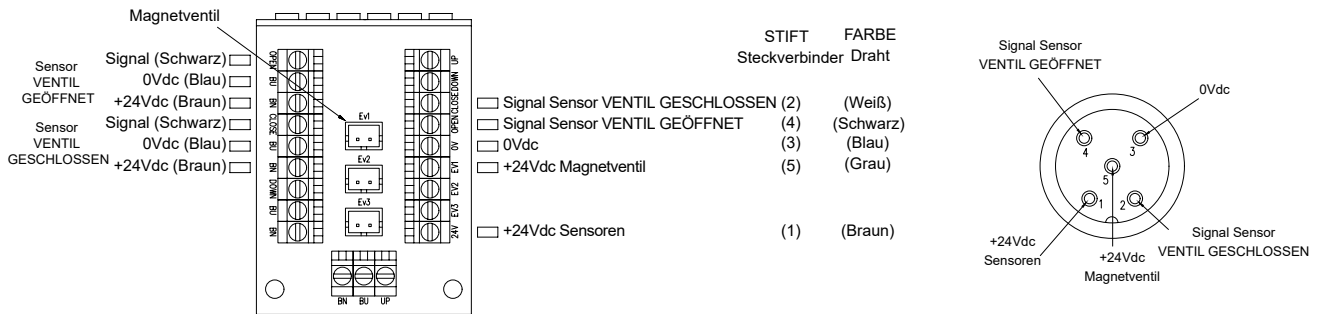 Magnetventil
Sensor
VENTIL
GEÖFFNET
Signal (Schwarz)
0Vdc (Blau)
+24Vdc (Braun)
Sensor
VENTIL
GESCHLOSSEN
Signal (Schwarz)
0Vdc (Blau)
+24Vdc (Braun)
OPEN
BU
BN
CLOSE
BU
BN
DOWN
BU
BN
Ev1
Ev2
Ev3
BN BU UP
UP
DOWN
CLOSE
OPEN
0V
EV1
EV2
EV3
24V
STIFT
Steckverbinder
FARBE
Draht
Signal Sensor VENTIL GESCHLOSSEN (2) (Weiß)
Signal Sensor VENTIL GEÖFFNET (4) (Schwarz)
0Vdc (3) (Blau)
+24Vdc Magnetventil (5) (Grau)
+24Vdc Sensoren (1) (Braun)
Signal Sensor
VENTIL GEÖFFNET
0Vdc
4
3
5
1
2
+24Vdc
Sensoren
+24Vdc
Magnetventil
Signal Sensor
VENTIL GESCHLOSSEN